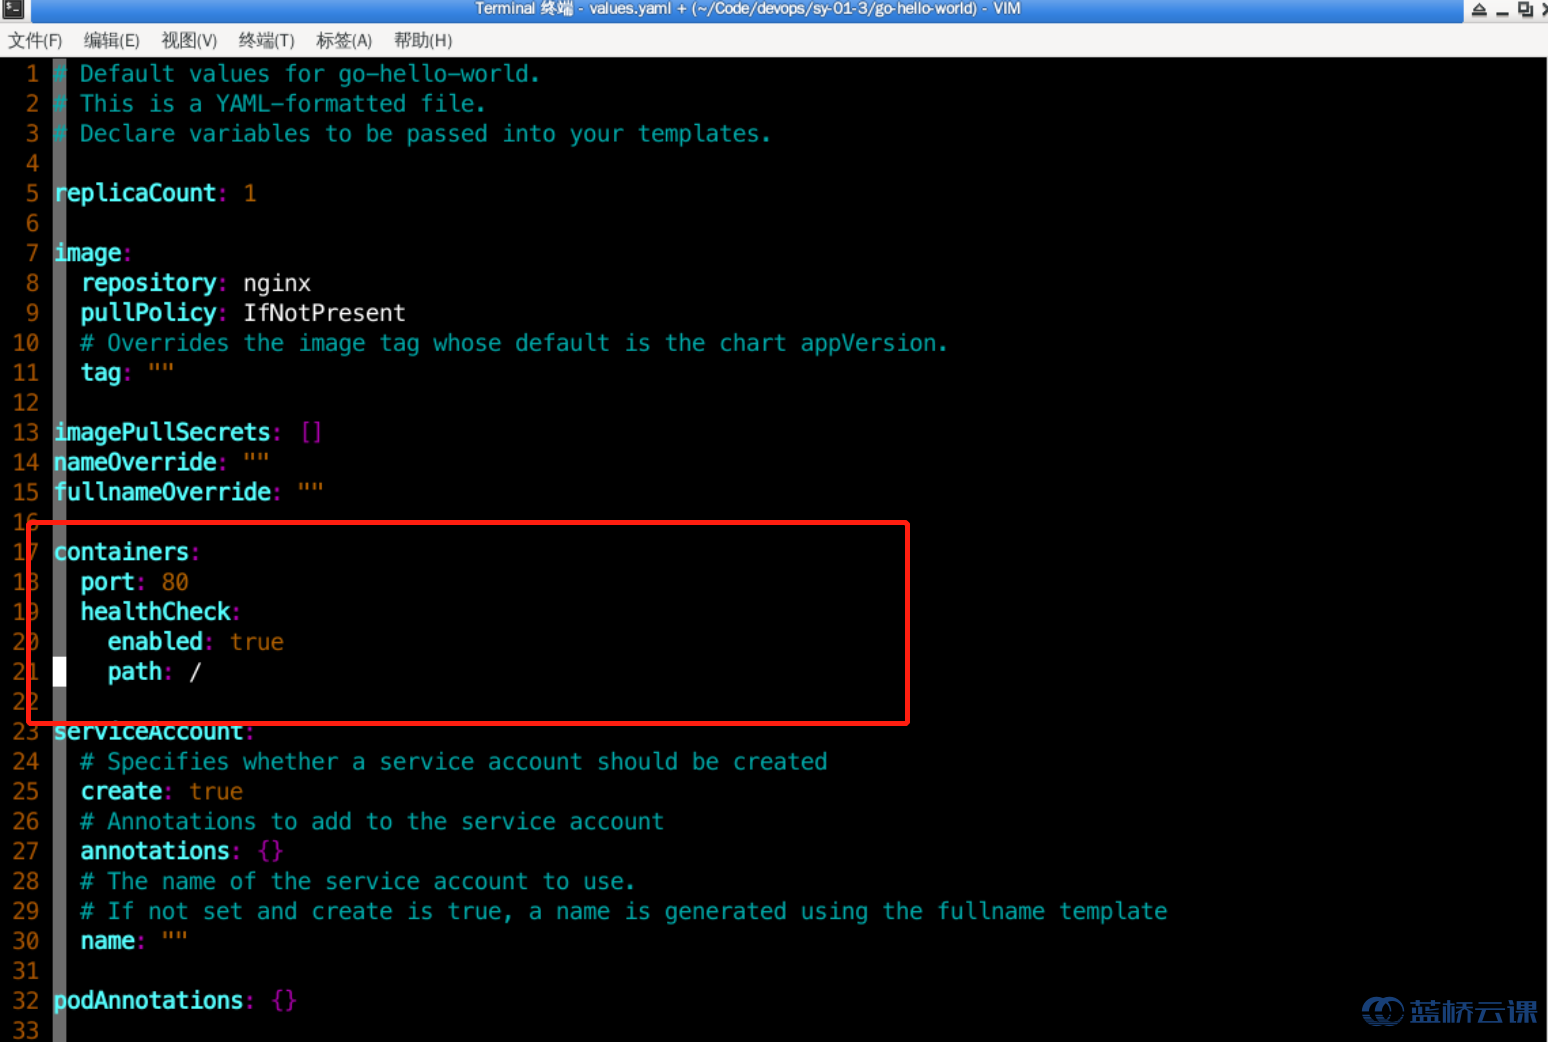 Terminal 终端 - values.yaml + (~/Code/devops/sy-01-3/go-hello-world) - VIM
文件(F) 编辑(E) 视图(V) 终端(T) 标签(A) 帮助(H)
1 # Default values for go-hello-world.
2 # This is a YAML-formatted file.
3 # Declare variables to be passed into your templates.
4
5 replicaCount: 1
6
7 image:
8   repository: nginx
9   pullPolicy: IfNotPresent
10   # Overrides the image tag whose default is the chart appVersion.
11   tag: ""
12
13 imagePullSecrets: []
14 nameOverride: ""
15 fullnameOverride: ""
16
17 containers:
18   port: 80
19   healthCheck:
20     enabled: true
21     path: /
22
23 serviceAccount:
24   # Specifies whether a service account should be created
25   create: true
26   # Annotations to add to the service account
27   annotations: {}
28   # The name of the service account to use.
29   # If not set and create is true, a name is generated using the fullname template
30   name: ""
31
32 podAnnotations: {}
33
蓝桥云课